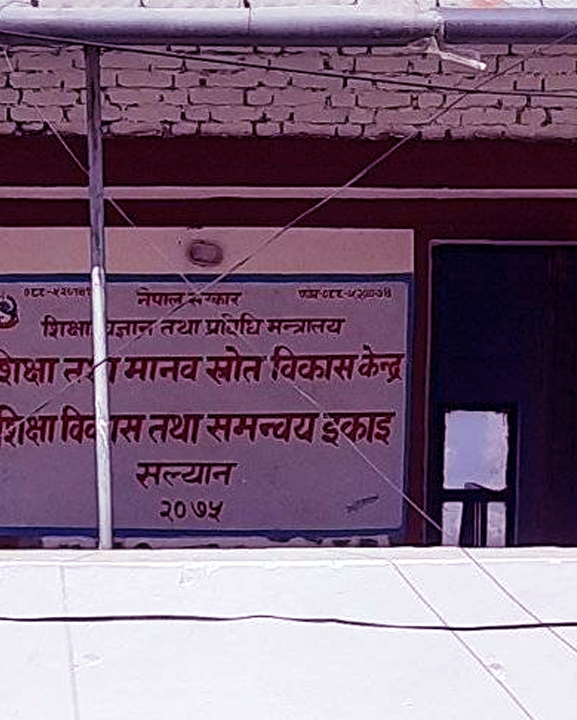 नेपाल सरकार
शिक्षा तथा प्रविधि मन्त्रालय
शिक्षा तथा मानव स्रोत विकास केन्द्र
शिक्षा विकास तथा समन्वय इकाइ
सल्यान
२०७५